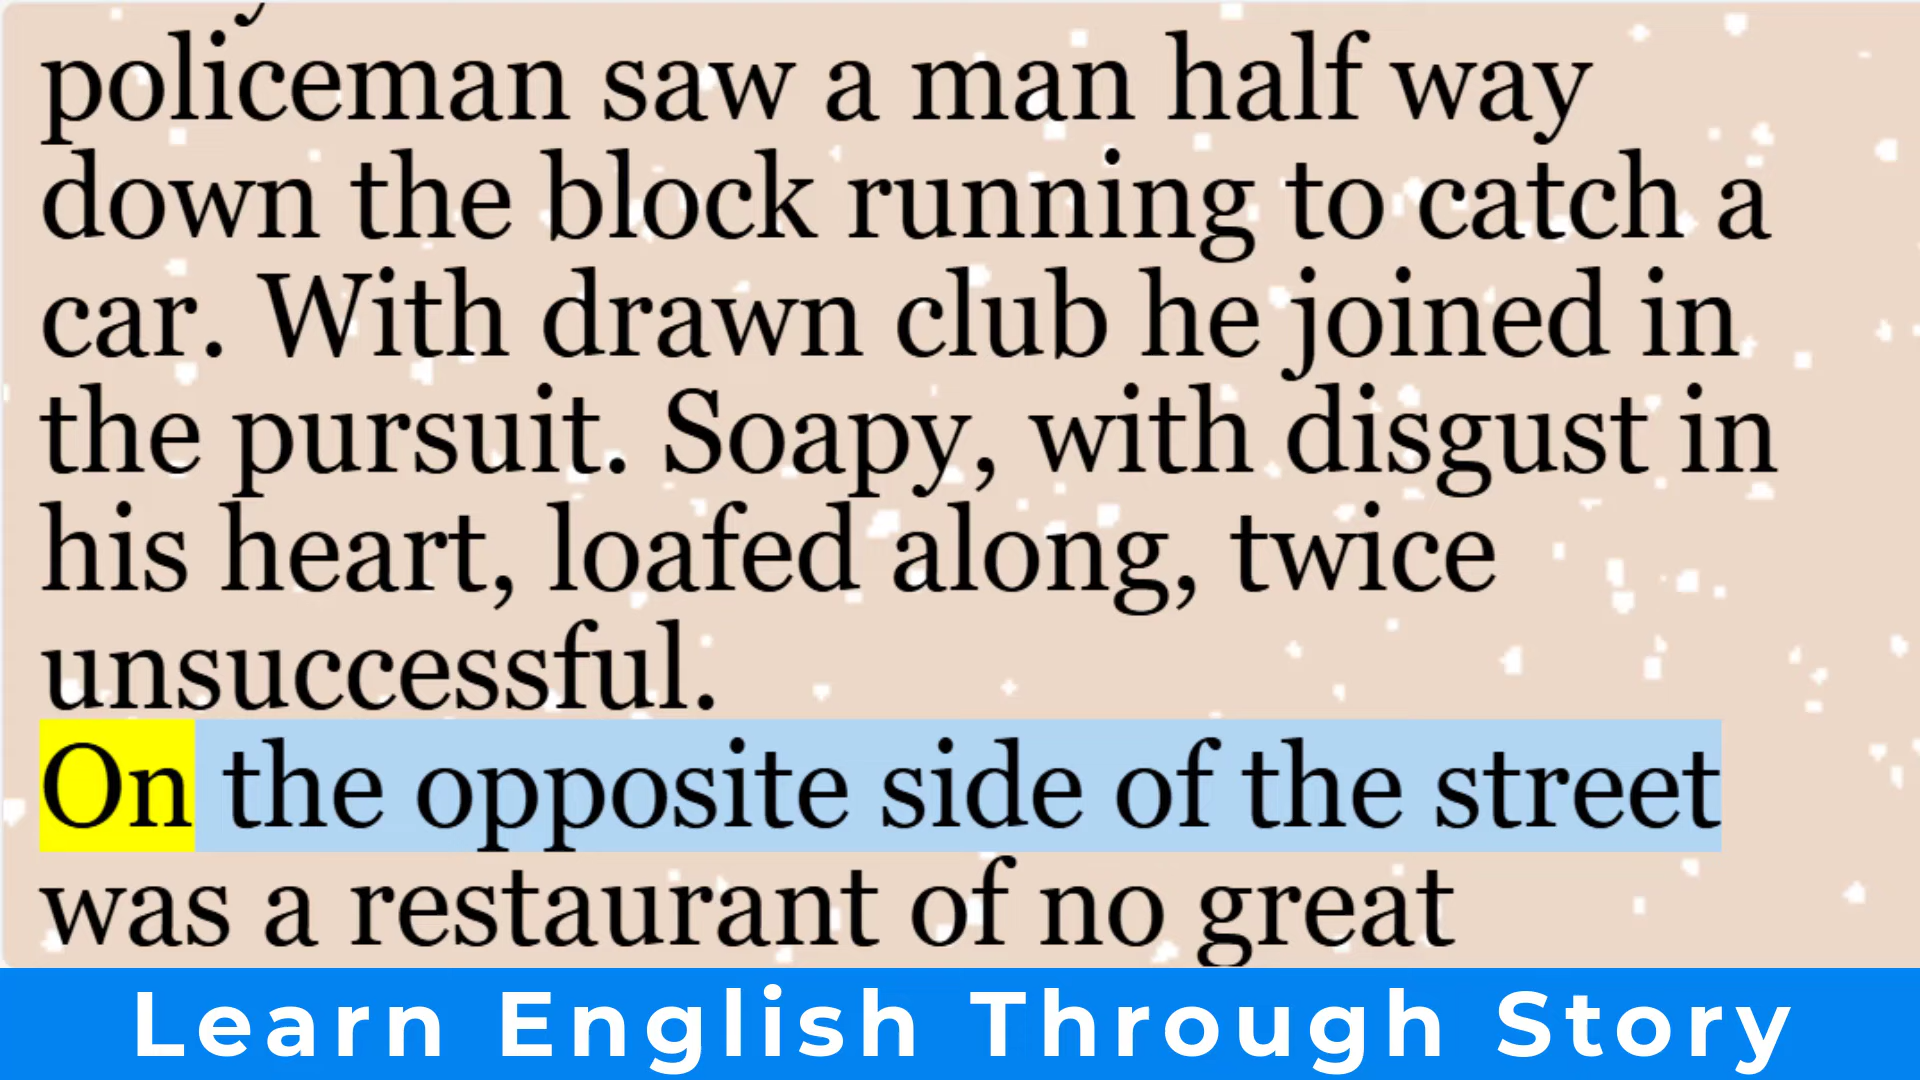 policeman saw a man half way
down the block running to catch a
car. With drawn club he joined in
the pursuit. Soapy, with disgust in
his heart, loafed along, twice
unsuccessful.
On the opposite side of the street
was a restaurant of no great
Learn English Through Story